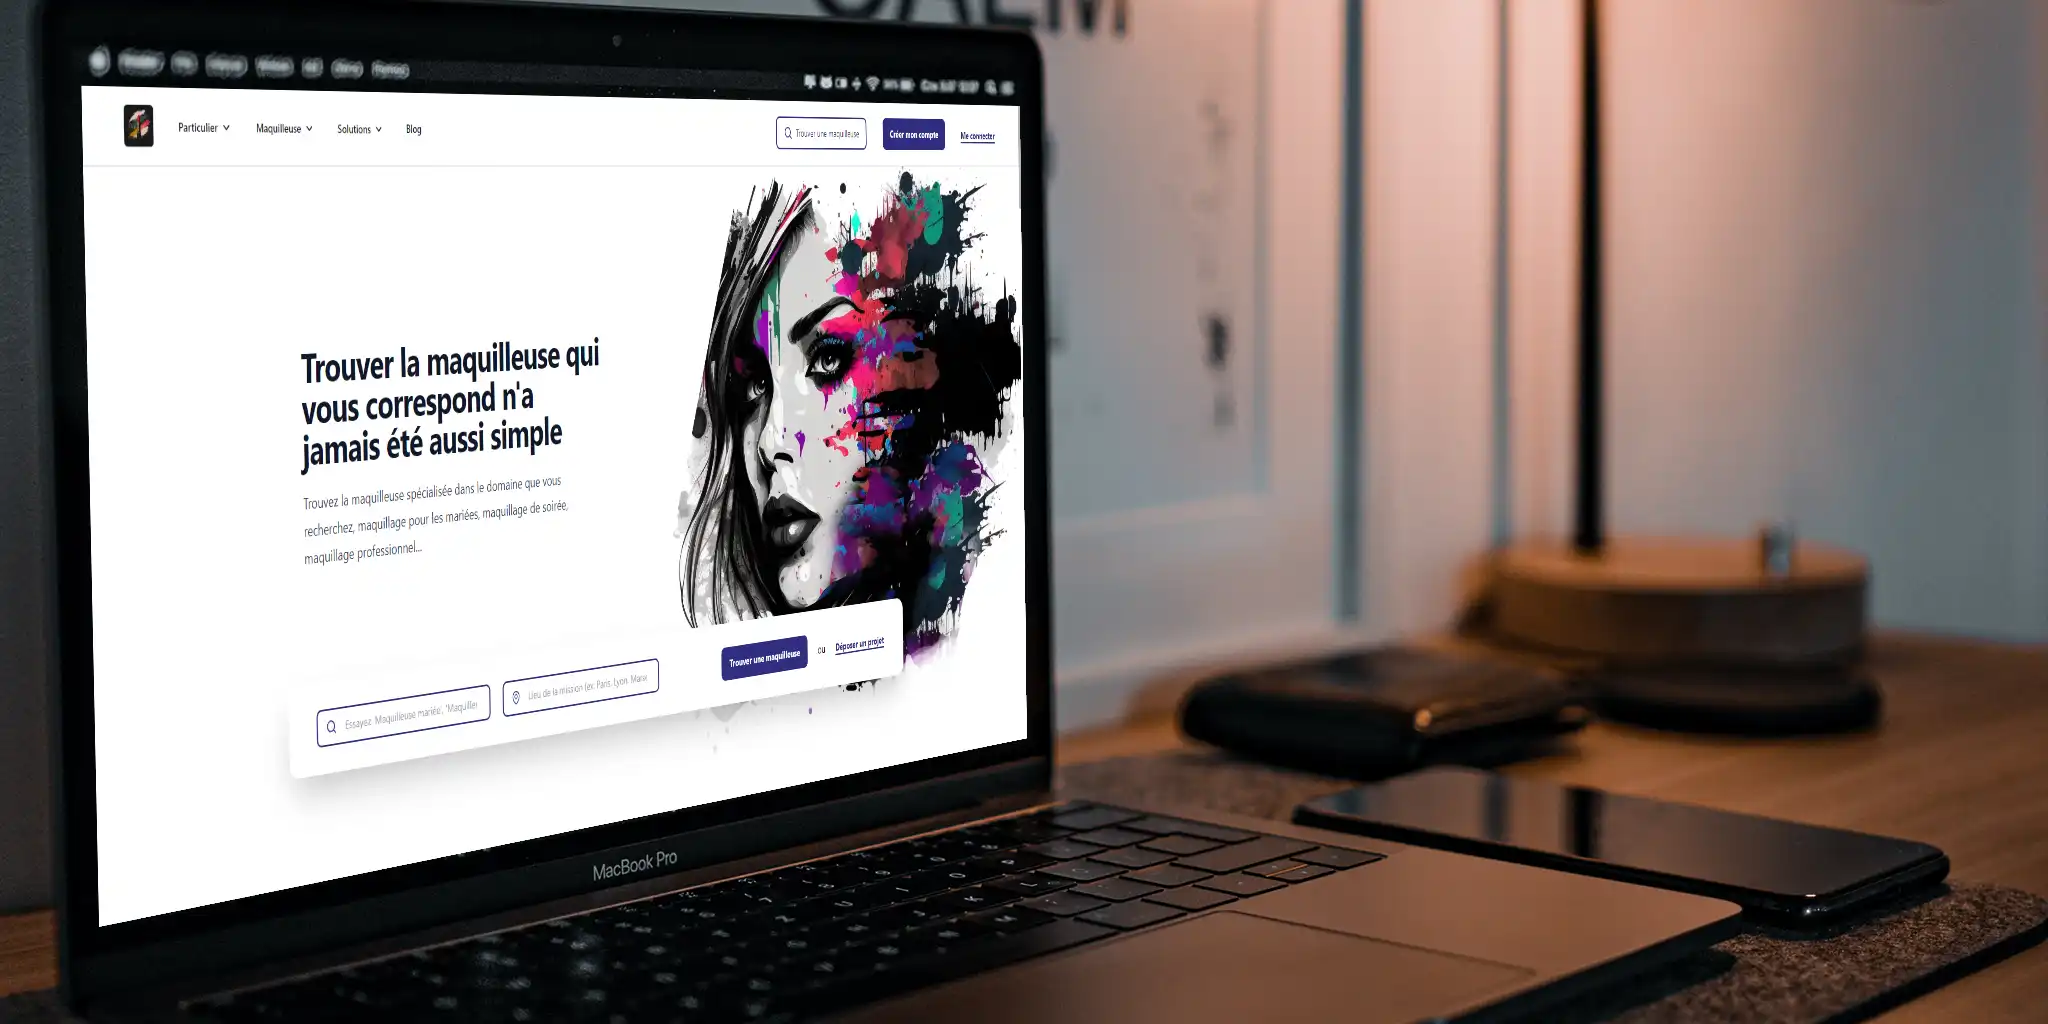 Particulier
Maquilleuse
Solutions
Blog
Trouver une maquilleuse
Créer mon compte
Me connecter
Trouver la maquilleuse qui
vous correspond n'a
jamais été aussi simple
Trouvez la maquilleuse spécialisée dans le domaine que vous
recherchez, maquillage pour les mariées, maquillage de soirée,
maquillage professionnel...
Essayez 'Maquilleuse mariée', 'Maquiller
Lieu de la mission (ex. Paris, Lyon, Marse
Trouver une maquilleuse
ou
Déposer un projet
MacBook Pro